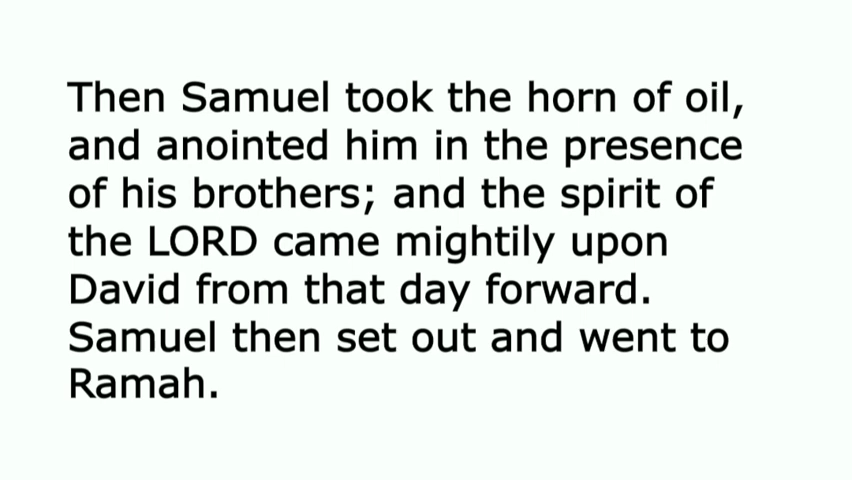 Then Samuel took the horn of oil,
and anointed him in the presence
of his brothers; and the spirit of
the LORD came mightily upon
David from that day forward.
Samuel then set out and went to
Ramah.